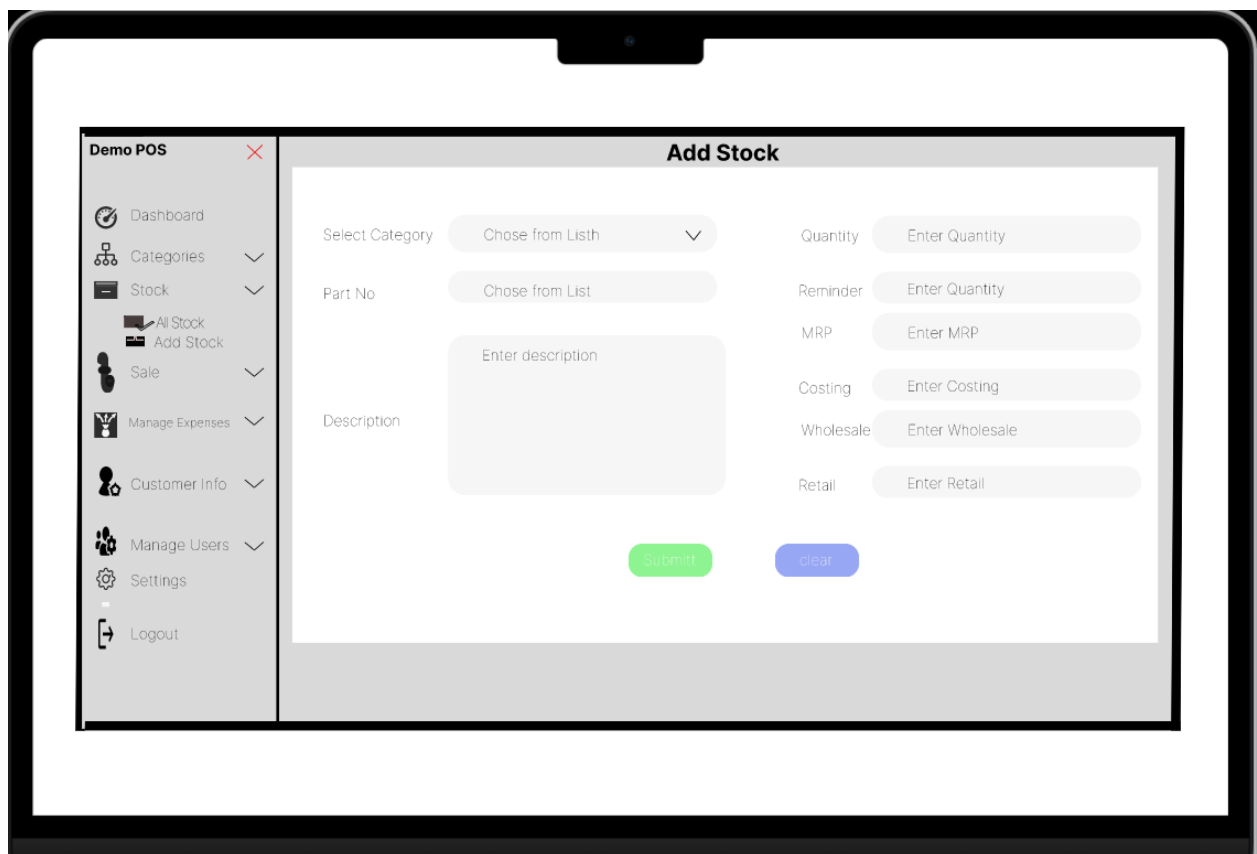 Demo POS
Dashboard
Categories
Stock
All Stock
Add Stock
Sale
Manage Expenses
Customer Info
Manage Users
Settings
Logout
Add Stock
Select Category
Chose from Listh
Part No
Chose from List
Description
Enter description
Quantity
Enter Quantity
Reminder
Enter Quantity
MRP
Enter MRP
Costing
Enter Costing
Wholesale
Enter Wholesale
Retail
Enter Retail
Submitt
clear